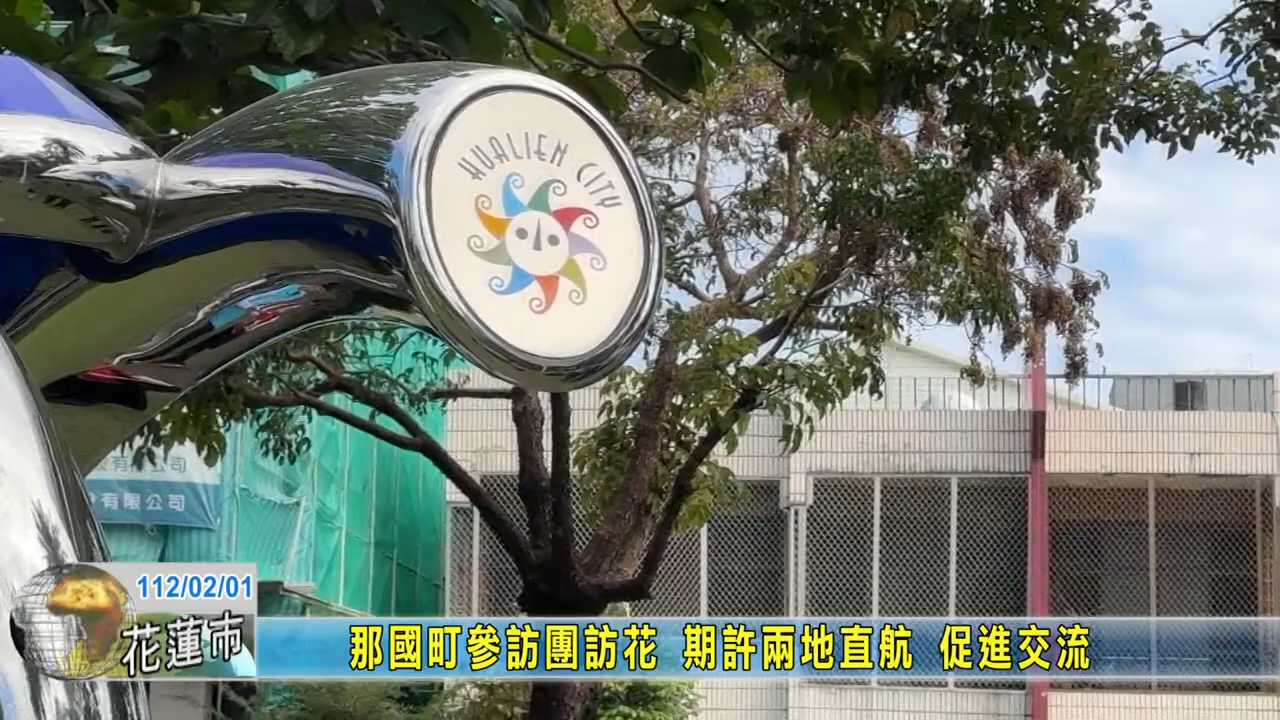 HUALIEN CITY
有限公司
有限公司
112/02/01
花蓮市
那國町參訪團訪花 期許兩地直航 促進交流